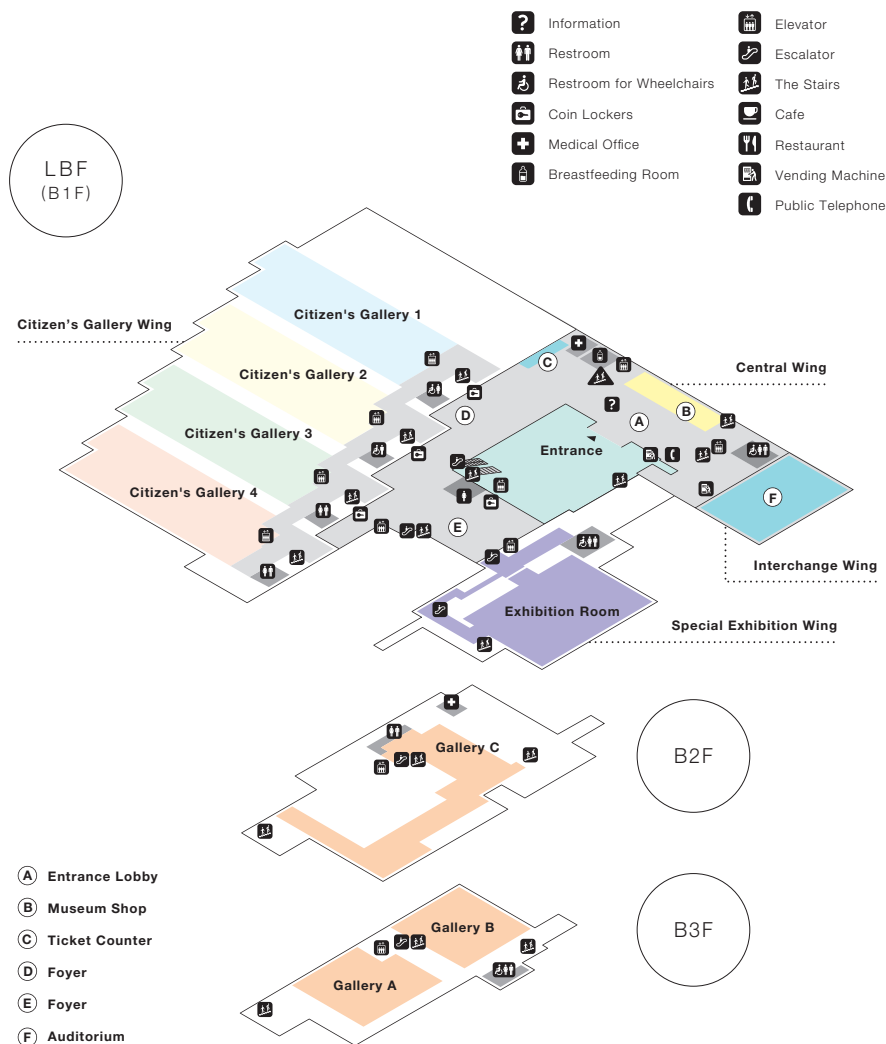 ?
Information
Restroom
Restroom for Wheelchairs
Coin Lockers
Medical Office
Breastfeeding Room
Elevator
Escalator
The Stairs
Cafe
Restaurant
Vending Machine
Public Telephone
LBF
(B1F)
Citizen's Gallery 1
Citizen’s Gallery Wing
Citizen's Gallery 2
Citizen's Gallery 3
Citizen's Gallery 4
C
Central Wing
D
?
A
B
Entrance
F
E
Interchange Wing
Exhibition Room
Special Exhibition Wing
Gallery C
B2F
Gallery B
Gallery A
B3F
A Entrance Lobby
B Museum Shop
C Ticket Counter
D Foyer
E Foyer
F Auditorium